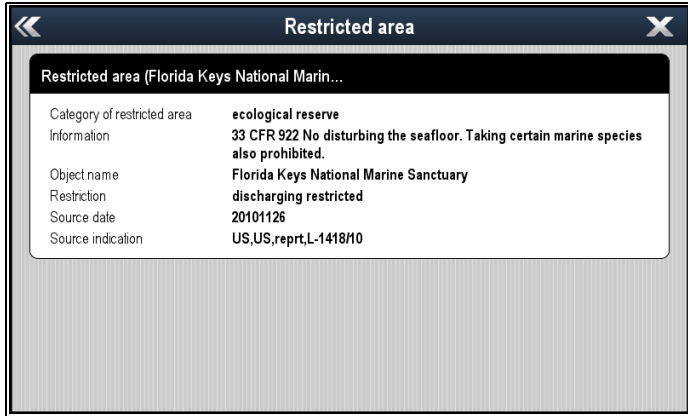 Restricted area
Restricted area (Florida Keys National Marin...
Category of restricted area ecological reserve
Information 33 CFR 922 No disturbing the seafloor. Taking certain marine species
also prohibited.
Object name Florida Keys National Marine Sanctuary
Restriction discharging restricted
Source date 20101126
Source indication US,US,reprt,L-1418/10